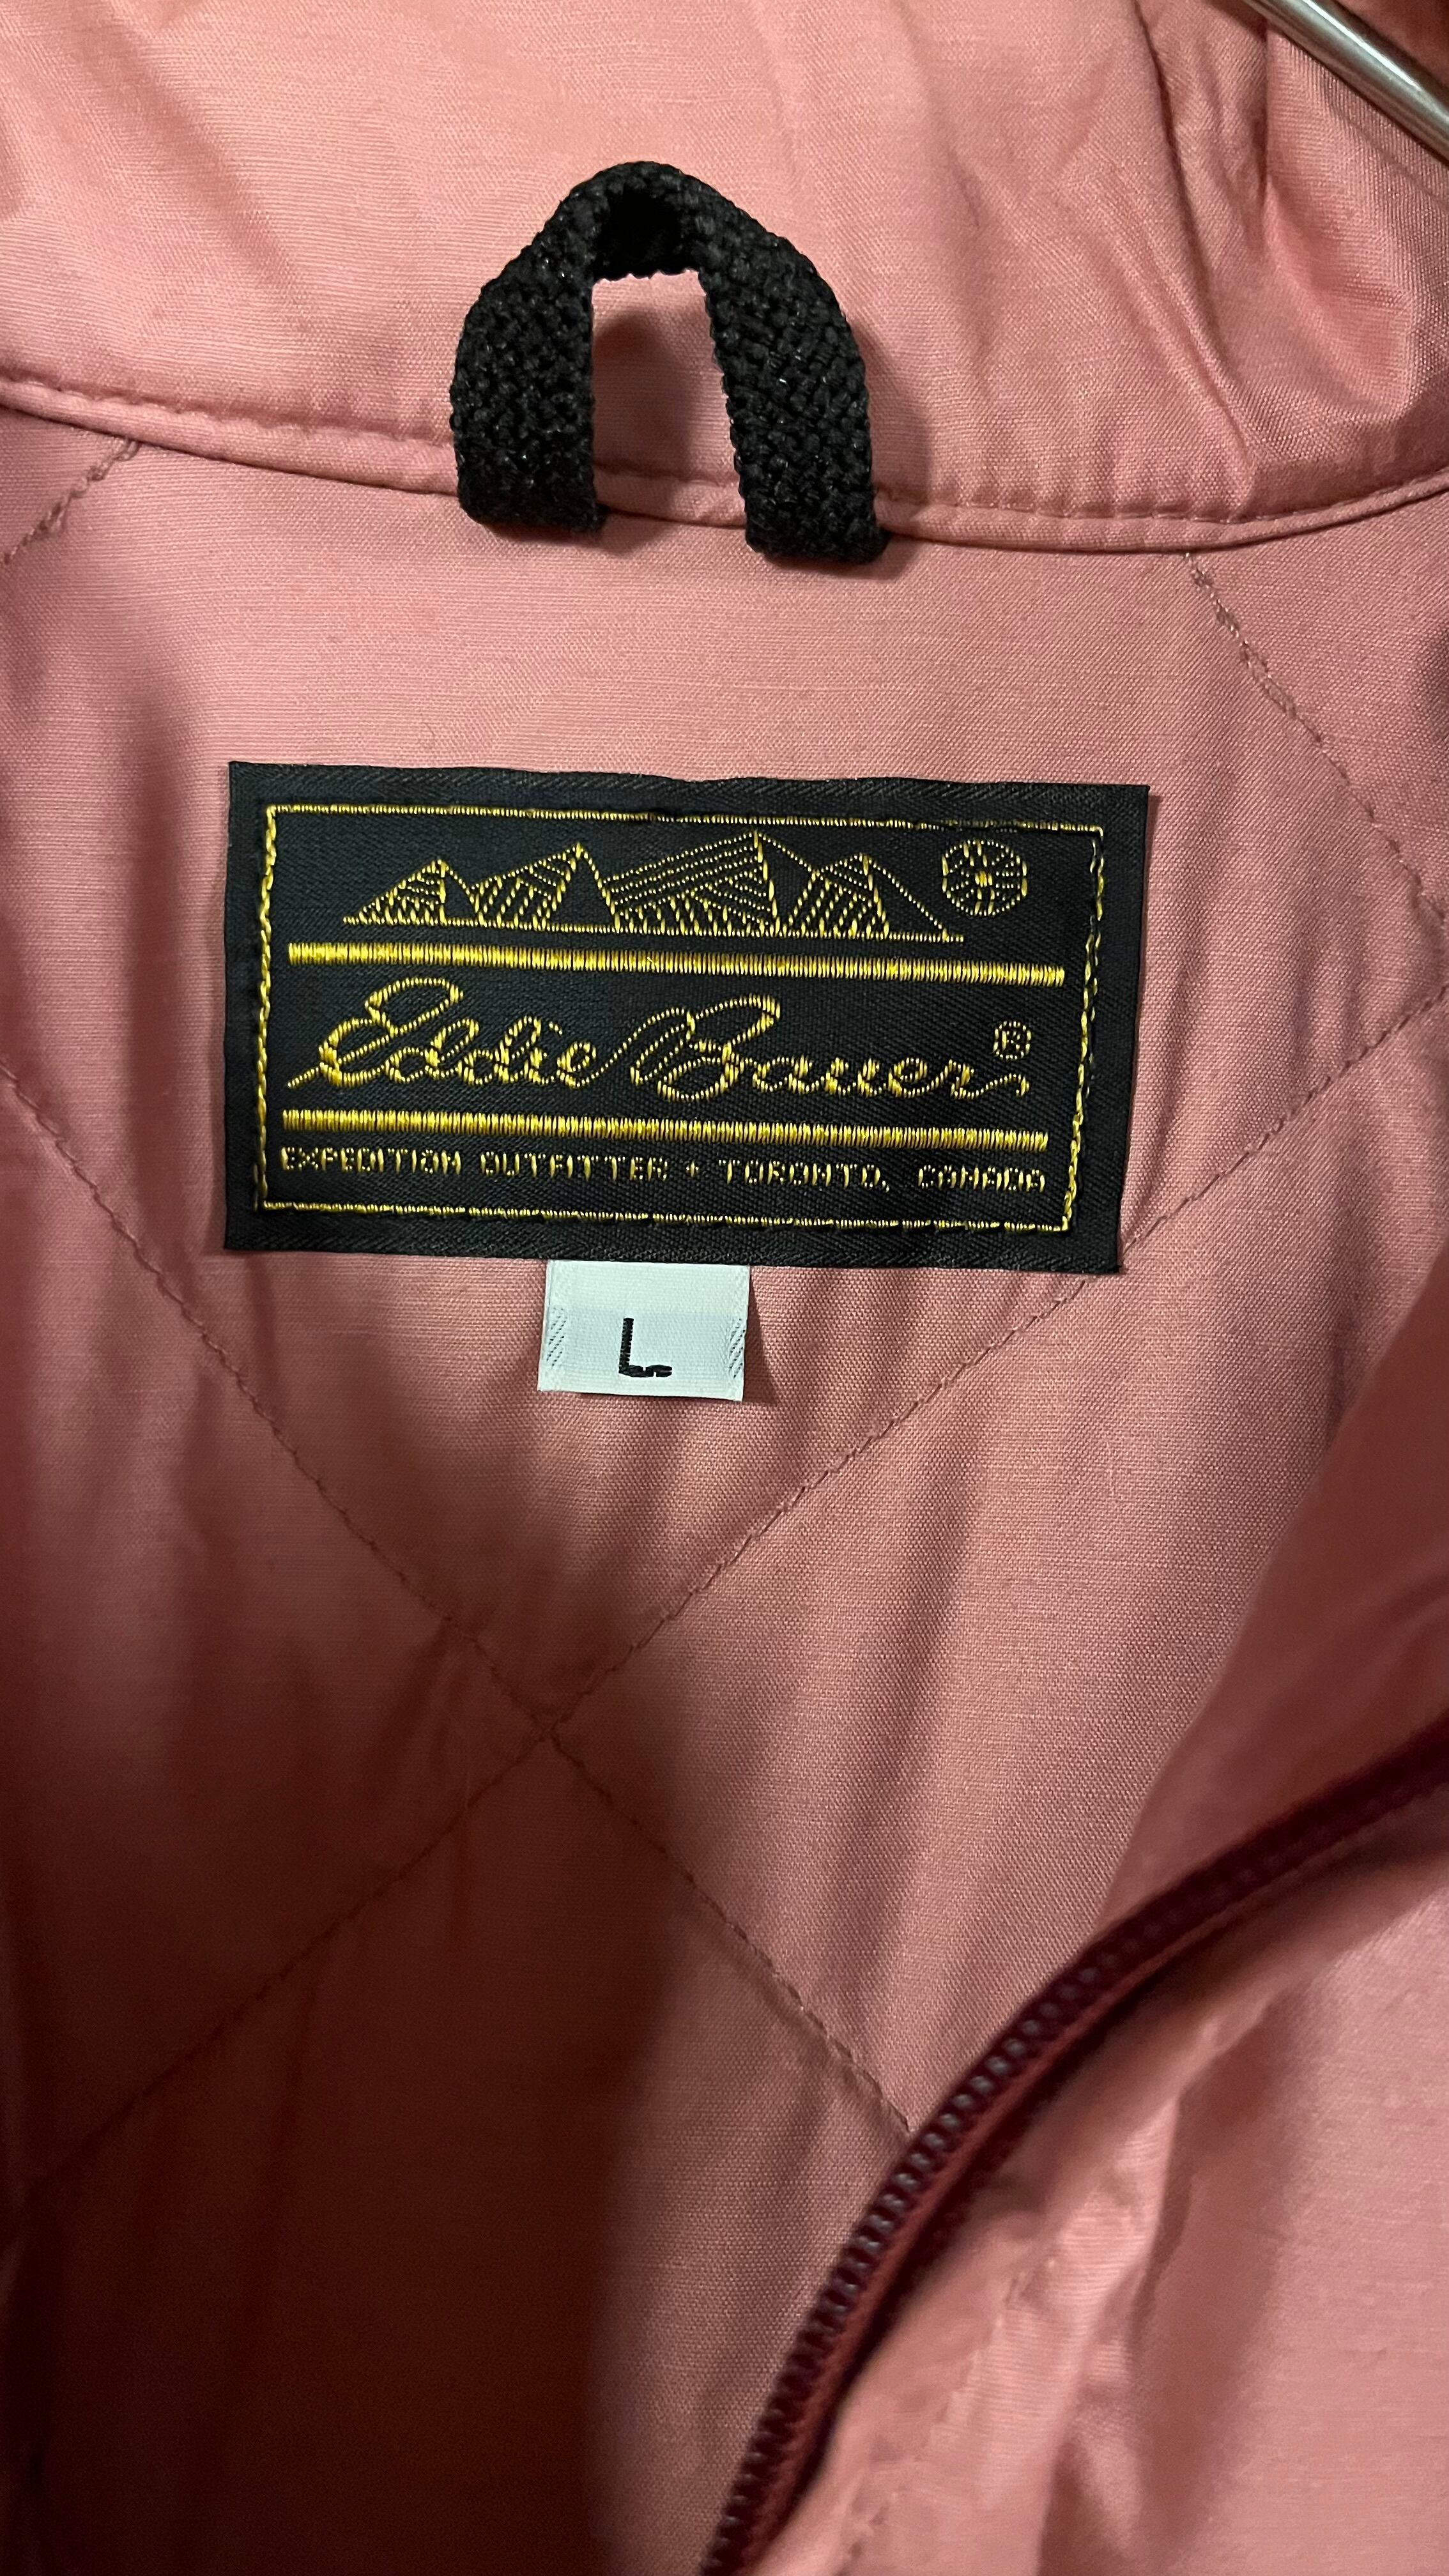 Eddie Bauer ®
EXPEDITION OUTFITTER + TORONTO, CANADA
L